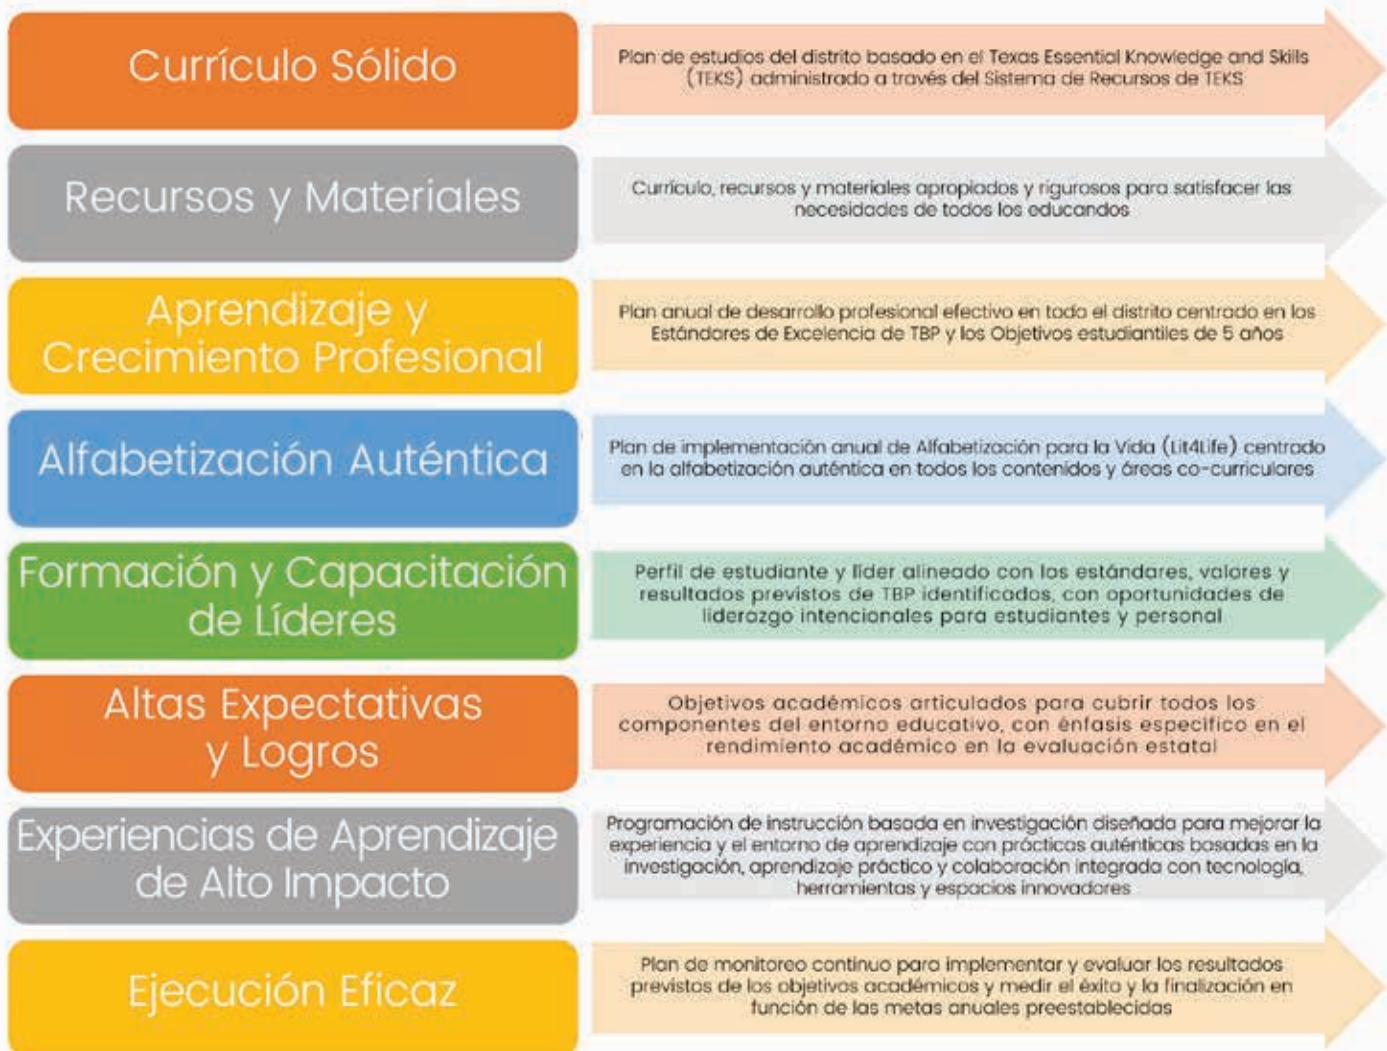 Currículo Sólido
Plan de estudios del distrito basado en el Texas Essential Knowledge and Skills
(TEKS) administrado a través del Sistema de Recursos de TEKS
Recursos y Materiales
Currículo, recursos y materiales apropiados y rigurosos para satisfacer las
necesidades de todos los educandos
Aprendizaje y
Crecimiento Profesional
Plan anual de desarrollo profesional efectivo en todo el distrito centrado en los
Estándares de Excelencia de TBP y los Objetivos estudiantiles de 5 años
Alfabetización Auténtica
Plan de implementación anual de Alfabetización para la Vida (Lit4Life) centrado
en la alfabetización auténtica en todos los contenidos y áreas co-curriculares
Formación y Capacitación
de Líderes
Perfil de estudiante y líder alineado con los estándares, valores y
resultados previstos de TBP identificados, con oportunidades de
liderazgo intencionales para estudiantes y personal
Altas Expectativas
y Logros
Objetivos académicos articulados para cubrir todos los
componentes del entorno educativo, con énfasis específico en el
rendimiento académico en la evaluación estatal
Experiencias de Aprendizaje
de Alto Impacto
Programación de instrucción basada en investigación diseñada para mejorar la
experiencia y el entorno de aprendizaje con prácticas auténticas basadas en la
investigación, aprendizaje práctico y colaboración integrada con tecnología,
herramientas y espacios innovadores
Ejecución Eficaz
Plan de monitoreo continuo para implementar y evaluar los resultados
previstos de los objetivos académicos y medir el éxito y la finalización en
función de las metas anuales preestablecidas